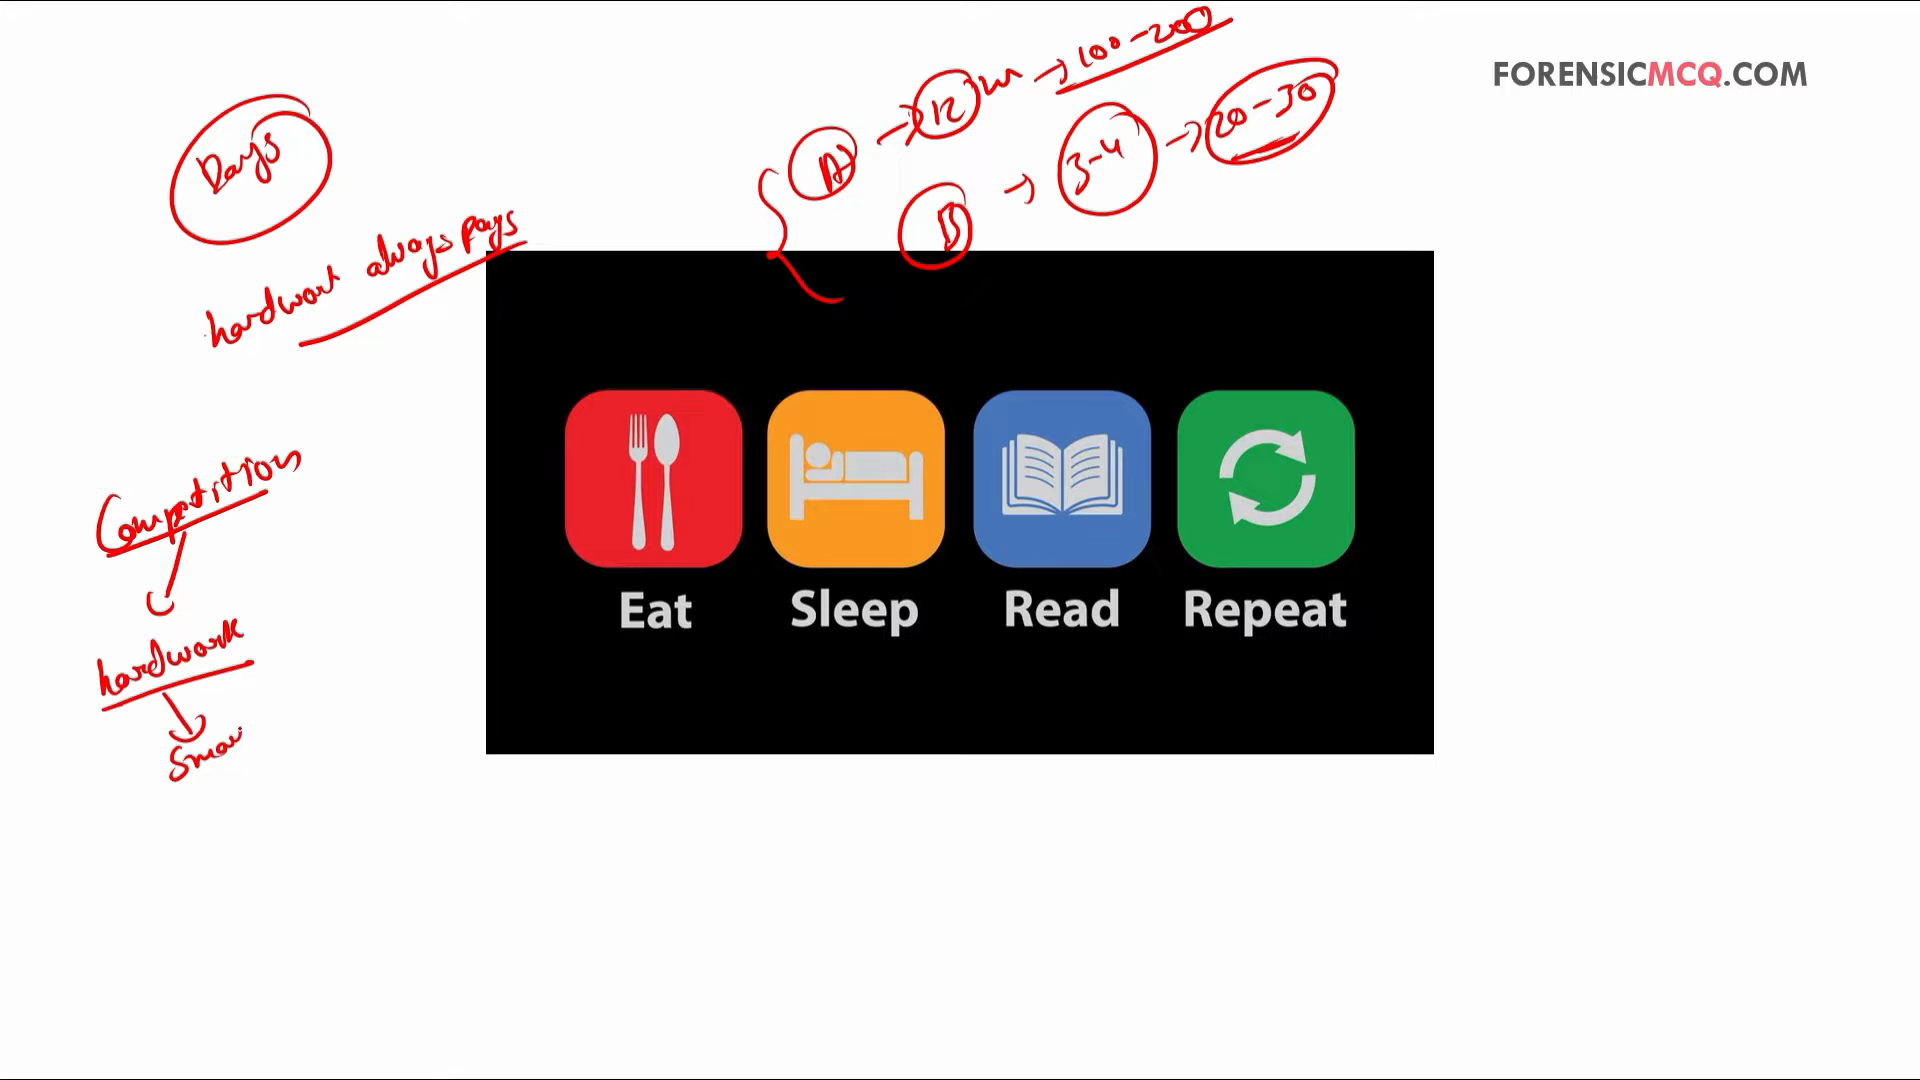 A → 12 → 100-200
FORENSICMCQ.COM
B → 3-4 → 20-30
Days
hardwork always pays
Eat
Sleep
Read
Repeat
Competition
hardwork
Smar